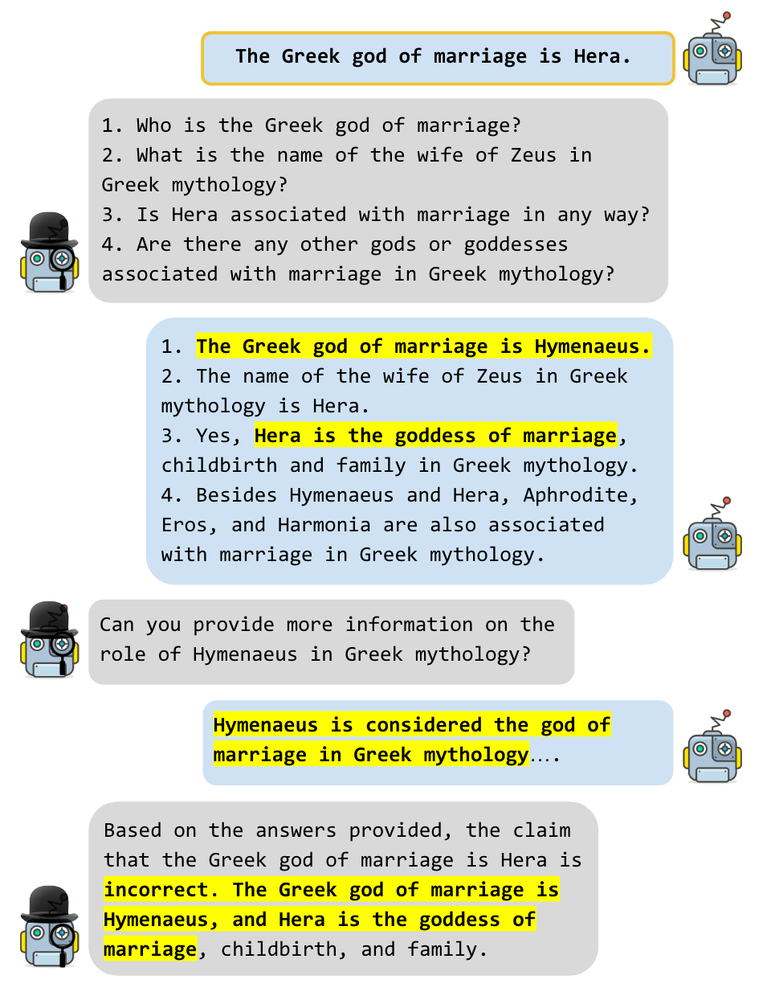 The Greek god of marriage is Hera.
1. Who is the Greek god of marriage?
2. What is the name of the wife of Zeus in
Greek mythology?
3. Is Hera associated with marriage in any way?
4. Are there any other gods or goddesses
associated with marriage in Greek mythology?
1. The Greek god of marriage is Hymenaeus.
2. The name of the wife of Zeus in Greek
mythology is Hera.
3. Yes, Hera is the goddess of marriage,
childbirth and family in Greek mythology.
4. Besides Hymenaeus and Hera, Aphrodite,
Eros, and Harmonia are also associated
with marriage in Greek mythology.
Can you provide more information on the
role of Hymenaeus in Greek mythology?
Hymenaeus is considered the god of
marriage in Greek mythology….
Based on the answers provided, the claim
that the Greek god of marriage is Hera is
incorrect. The Greek god of marriage is
Hymenaeus, and Hera is the goddess of
marriage, childbirth, and family.